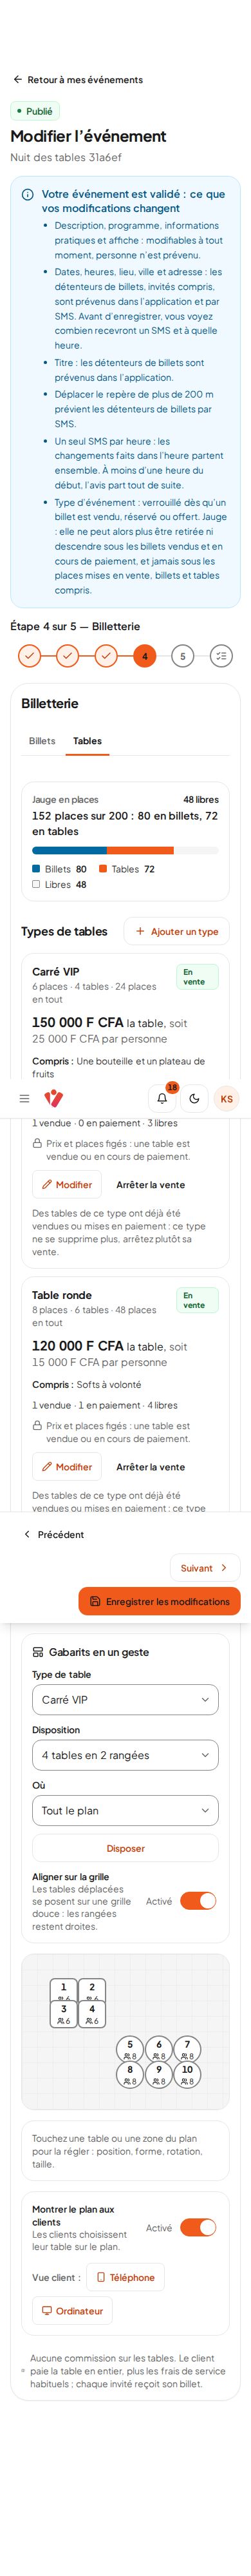 Retour à mes événements
Publié
Modifier l'événement
Nuit des tables 31a6ef
Votre événement est validé : ce que
vos modifications changent
Description, programme, informations
pratiques et affiche : modifiables à tout
moment, personne n'est prévenu.
Dates, heures, lieu, ville et adresse : les
détenteurs de billets, invités compris,
sont prévenus dans l'application et par
SMS. Avant d'enregistrer, vous voyez
combien recevront un SMS et à quelle
heure.
Titre : les détenteurs de billets sont
prévenus dans l'application.
Déplacer le repère de plus de 200 m
prévient les détenteurs de billets par
SMS.
Un seul SMS par heure : les
changements faits dans l'heure partent
ensemble. À moins d'une heure du
début, l'avis part tout de suite.
Type d'événement : verrouillé dès qu'un
billet est vendu, réservé ou offert. Jauge
: elle ne peut alors plus être retirée ni
descendre sous les billets vendus et en
cours de paiement, et jamais sous les
places mises en vente, billets et tables
compris.
Étape 4 sur 5 — Billetterie
4
5
Billetterie
Billets
Tables
Jauge en places
48 libres
152 places sur 200 : 80 en billets, 72
en tables
Billets 80
Tables 72
Libres 48
Types de tables
Ajouter un type
Carré VIP
En
vente
6 places · 4 tables · 24 places
en tout
150 000 F CFA la table, soit
25 000 F CFA par personne
Compris : Une bouteille et un plateau de
fruits
18
KS
1 vendue · 0 en paiement · 3 libres
Prix et places figés : une table est
vendue ou en cours de paiement.
Modifier
Arrêter la vente
Des tables de ce type ont déjà été
vendues ou mises en paiement : ce type
ne se supprime plus, arrêtez plutôt sa
vente.
Table ronde
En
vente
8 places · 6 tables · 48 places
en tout
120 000 F CFA la table, soit
15 000 F CFA par personne
Compris : Softs à volonté
1 vendue · 1 en paiement · 4 libres
Prix et places figés : une table est
vendue ou en cours de paiement.
Modifier
Arrêter la vente
Des tables de ce type ont déjà été
vendues ou mises en paiement : ce type
Précédent
Suivant
Enregistrer les modifications
Gabarits en un geste
Type de table
Carré VIP
Disposition
4 tables en 2 rangées
Où
Tout le plan
Disposer
Aligner sur la grille
Les tables déplacées
se posent sur une grille
douce : les rangées
restent droites.
Activé
1 2
6 6
3 4
6 6
5 6 7
8 8 8
8 9 10
8 8 8
Touchez une table ou une zone du plan
pour la régler : position, forme, rotation,
taille.
Montrer le plan aux
clients
Les clients choisissent
leur table sur le plan.
Activé
Vue client :
Téléphone
Ordinateur
Aucune commission sur les tables. Le client
paie la table en entier, plus les frais de service
habituels ; chaque invité reçoit son billet.